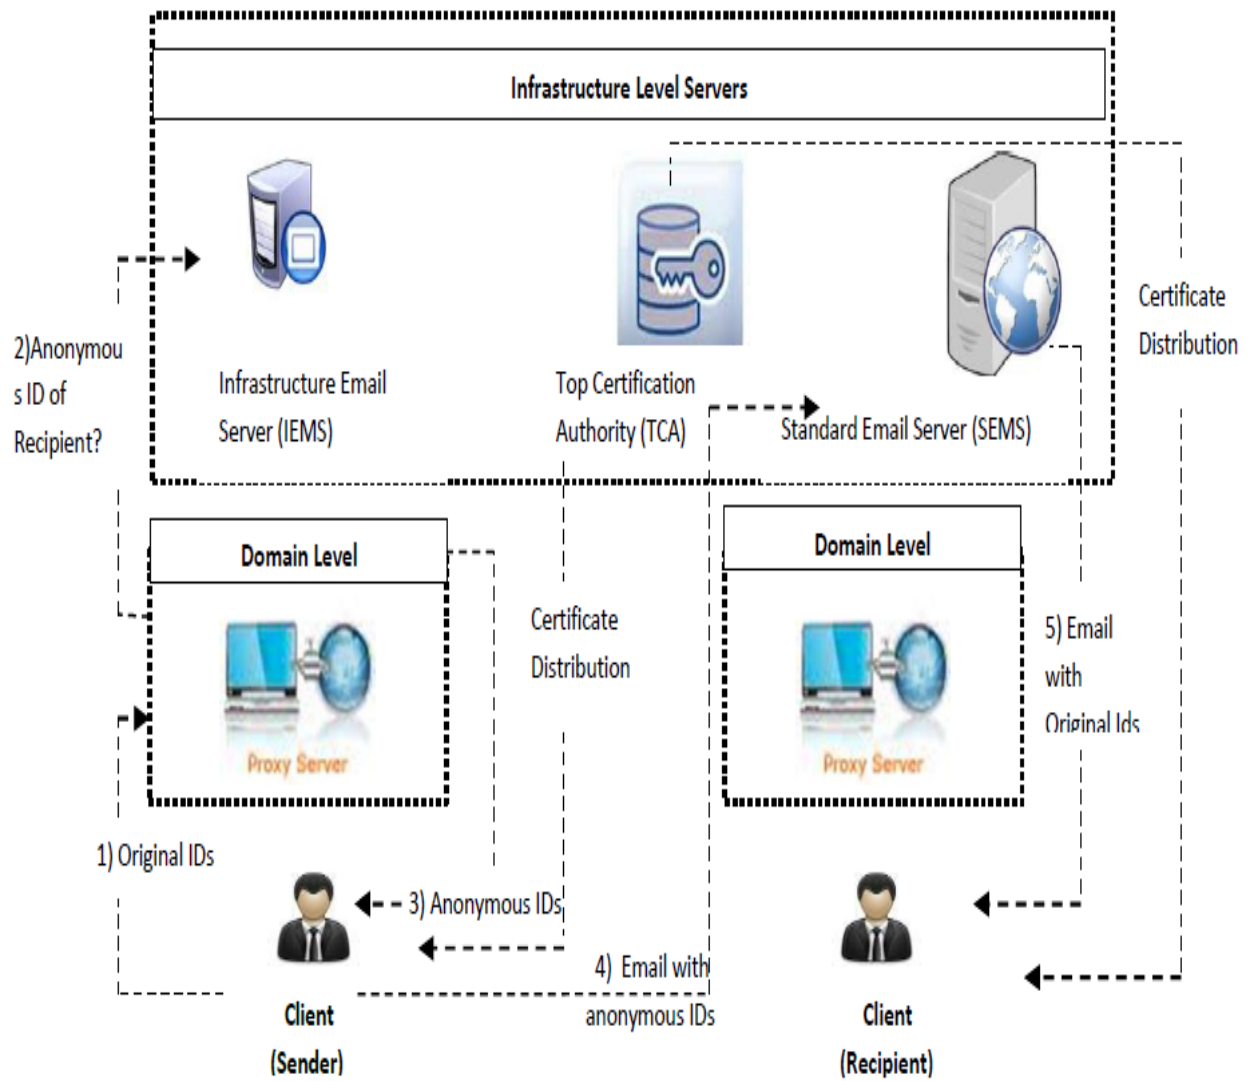 Infrastructure Level Servers
Certificate
Distribution
2)Anonymou
s ID of
Recipient?
Infrastructure Email
Server (IEMS)
Top Certification
Authority (TCA)
Standard Email Server (SEMS)
Domain Level
Proxy Server
Certificate
Distribution
Domain Level
Proxy Server
5) Email
with
Original Ids
1) Original IDs
3) Anonymous IDs
4) Email with
anonymous IDs
Client
(Sender)
Client
(Recipient)